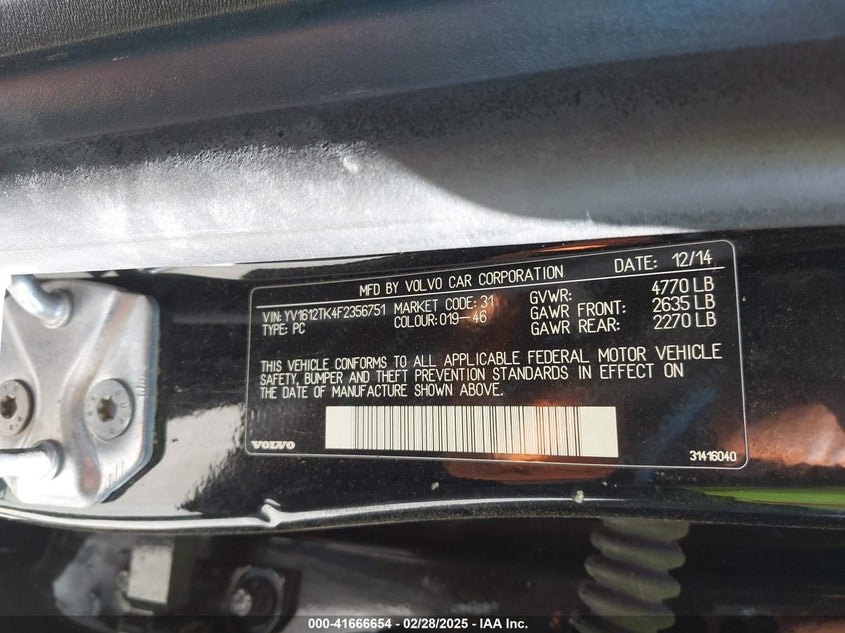 MFD BY VOLVO CAR CORPORATION DATE: 12/14
VIN: YV1612TK4F2356751 MARKET CODE: 31 GVWR: 4770 LB
TYPE: PC COLOUR: 019-46 GAWR FRONT: 2635 LB
GAWR REAR: 2270 LB
THIS VEHICLE CONFORMS TO ALL APPLICABLE FEDERAL MOTOR VEHICLE
SAFETY, BUMPER AND THEFT PREVENTION STANDARDS IN EFFECT ON
THE DATE OF MANUFACTURE SHOWN ABOVE.
VOLVO 31416040
000-41666654 - 02/28/2025 - IAA Inc.